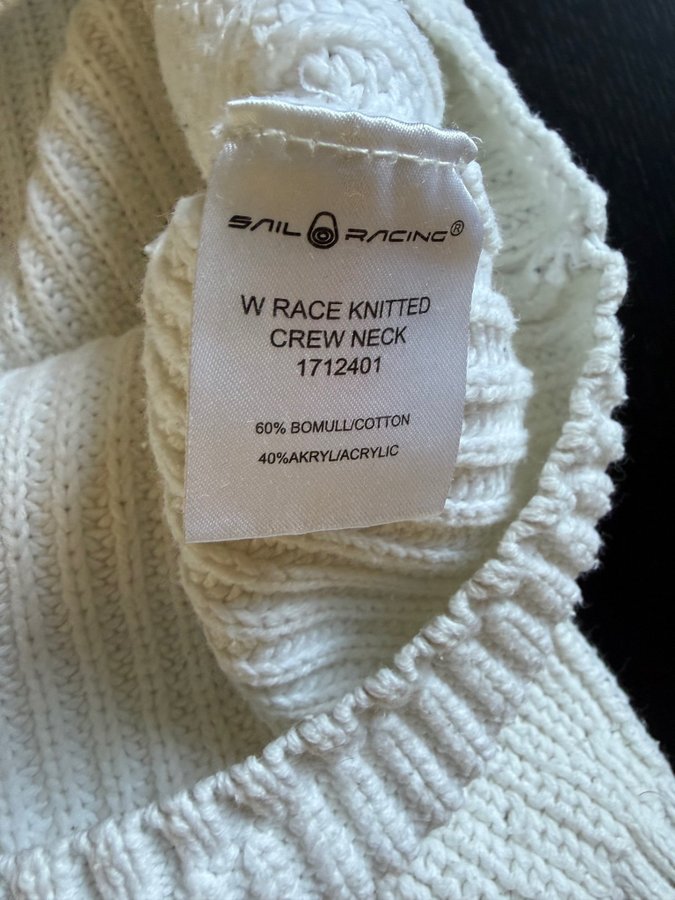 SAIL RACING®
W RACE KNITTED
CREW NECK
1712401
60% BOMULL/COTTON
40%AKRYL/ACRYLIC